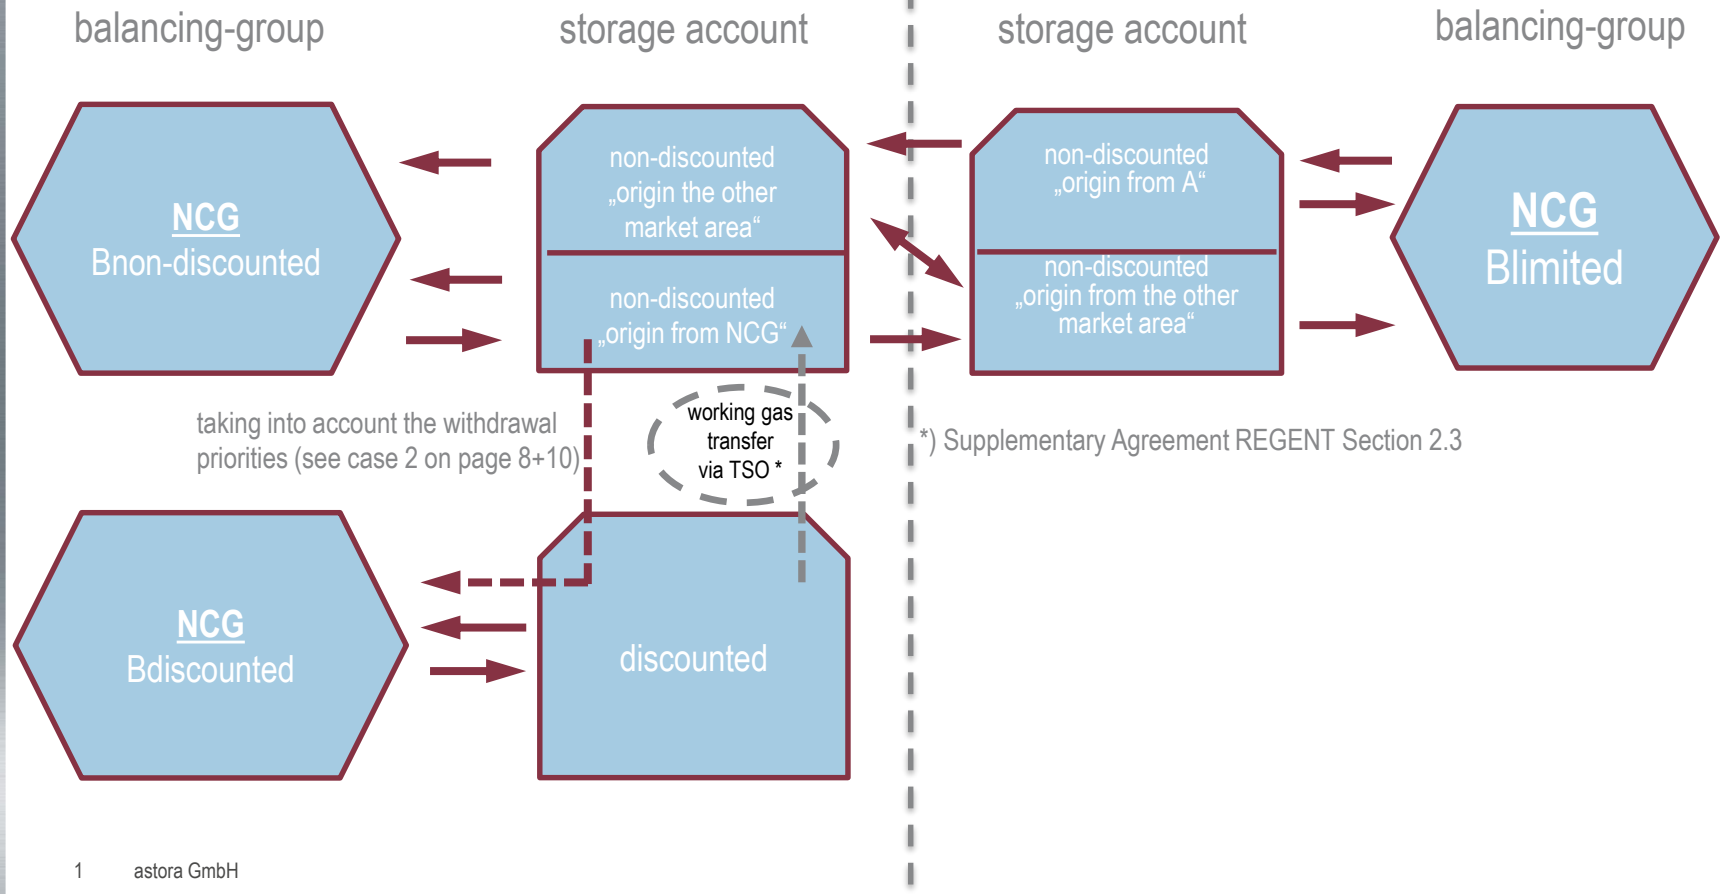 balancing-group
storage account
storage account
balancing-group
NCG
Bnon-discounted
non-discounted
„origin the other
market area“
non-discounted
„origin from NCG“
non-discounted
„origin from A“
non-discounted
„origin from the other
market area“
NCG
Blimited
taking into account the withdrawal
priorities (see case 2 on page 8+10)
working gas
transfer
via TSO *
*) Supplementary Agreement REGENT Section 2.3
NCG
Bdiscounted
discounted
1 astora GmbH